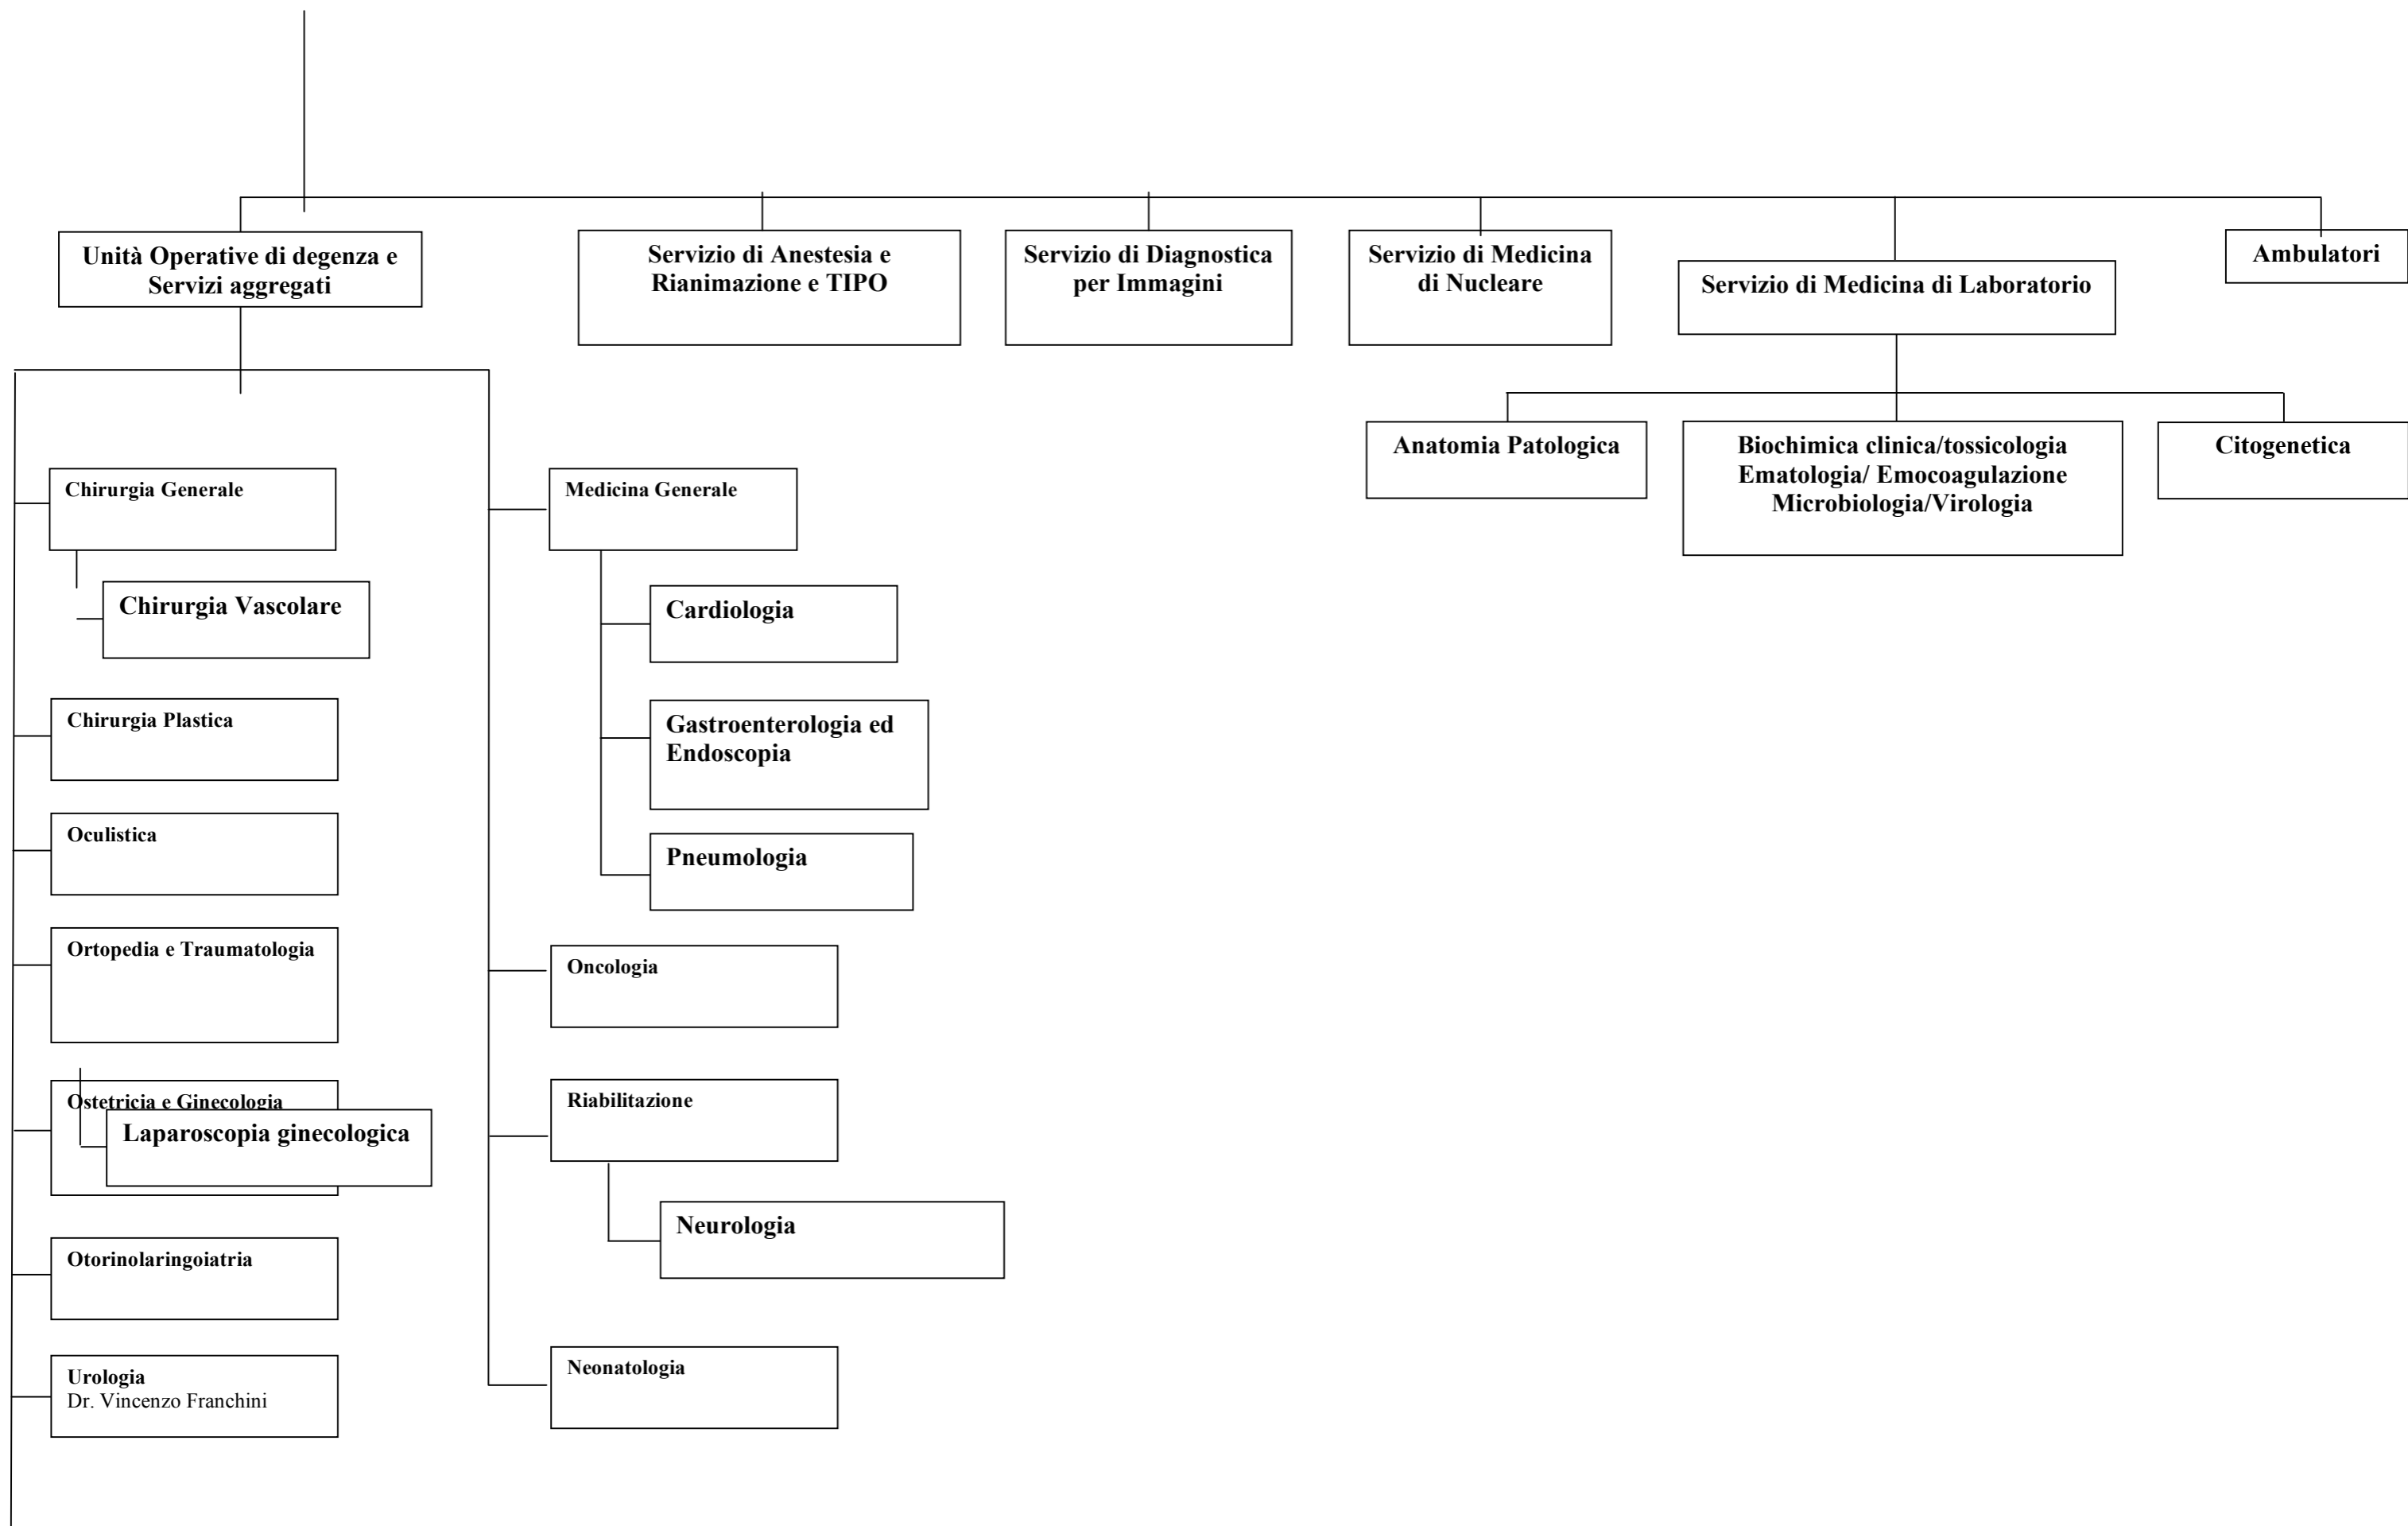 Unità Operative di degenza e
Servizi aggregati
Servizio di Anestesia e
Rianimazione e TIPO
Servizio di Diagnostica
per Immagini
Servizio di Medicina
di Nucleare
Servizio di Medicina di Laboratorio
Ambulatori
Anatomia Patologica
Biochimica clinica/tossicologia
Ematologia/ Emocoagulazione
Microbiologia/Virologia
Citogenetica
Chirurgia Generale
Chirurgia Vascolare
Chirurgia Plastica
Oculistica
Ortopedia e Traumatologia
Ostetricia e Ginecologia
Laparoscopia ginecologica
Otorinolaringoiatria
Urologia
Dr. Vincenzo Franchini
Medicina Generale
Cardiologia
Gastroenterologia ed
Endoscopia
Pneumologia
Oncologia
Riabilitazione
Neurologia
Neonatologia